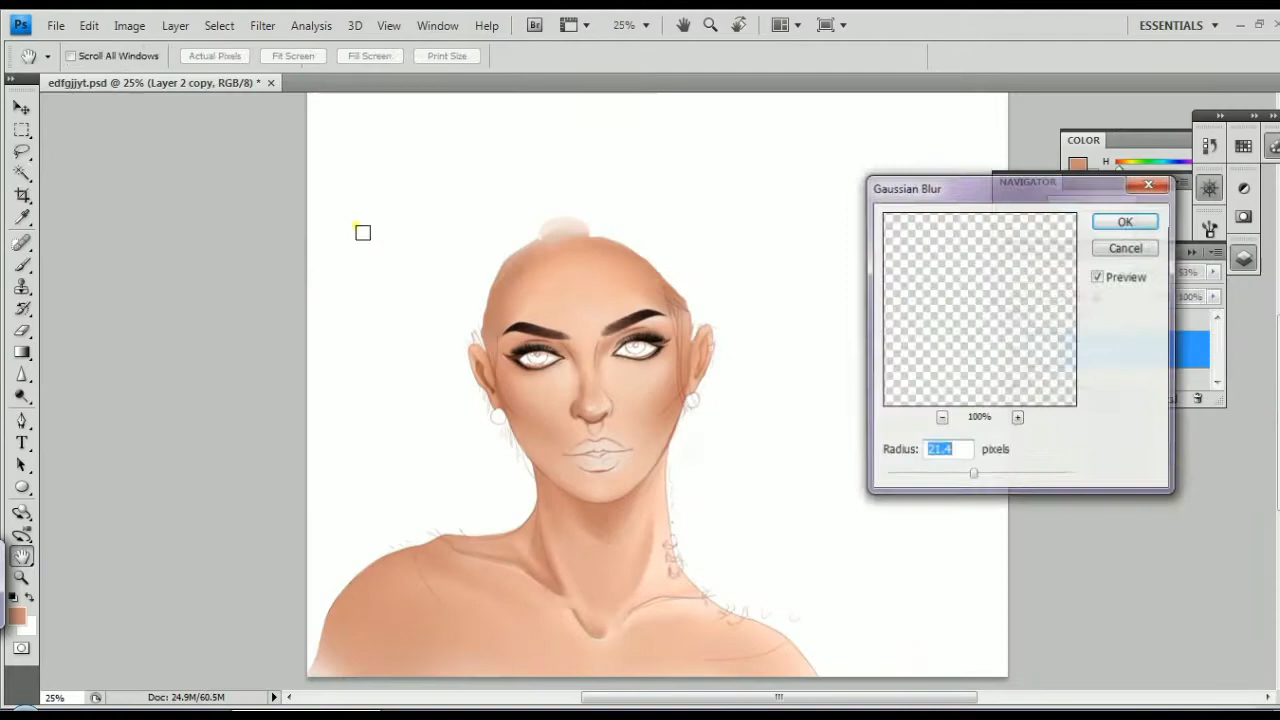 Ps File Edit Image Layer Select Filter Analysis 3D View Window Help Br 25% ESSENTIALS
Scroll All Windows Actual Pixels Fit Screen Fill Screen Print Size
edfgjjyt.psd @ 25% (Layer 2 copy, RGB/8) *
COLOR
H
Gaussian Blur
NAVIGATOR
OK
Cancel
Preview
53%
100%
100%
Radius: 21.4 pixels
T
25% Doc: 24.9M/60.5M